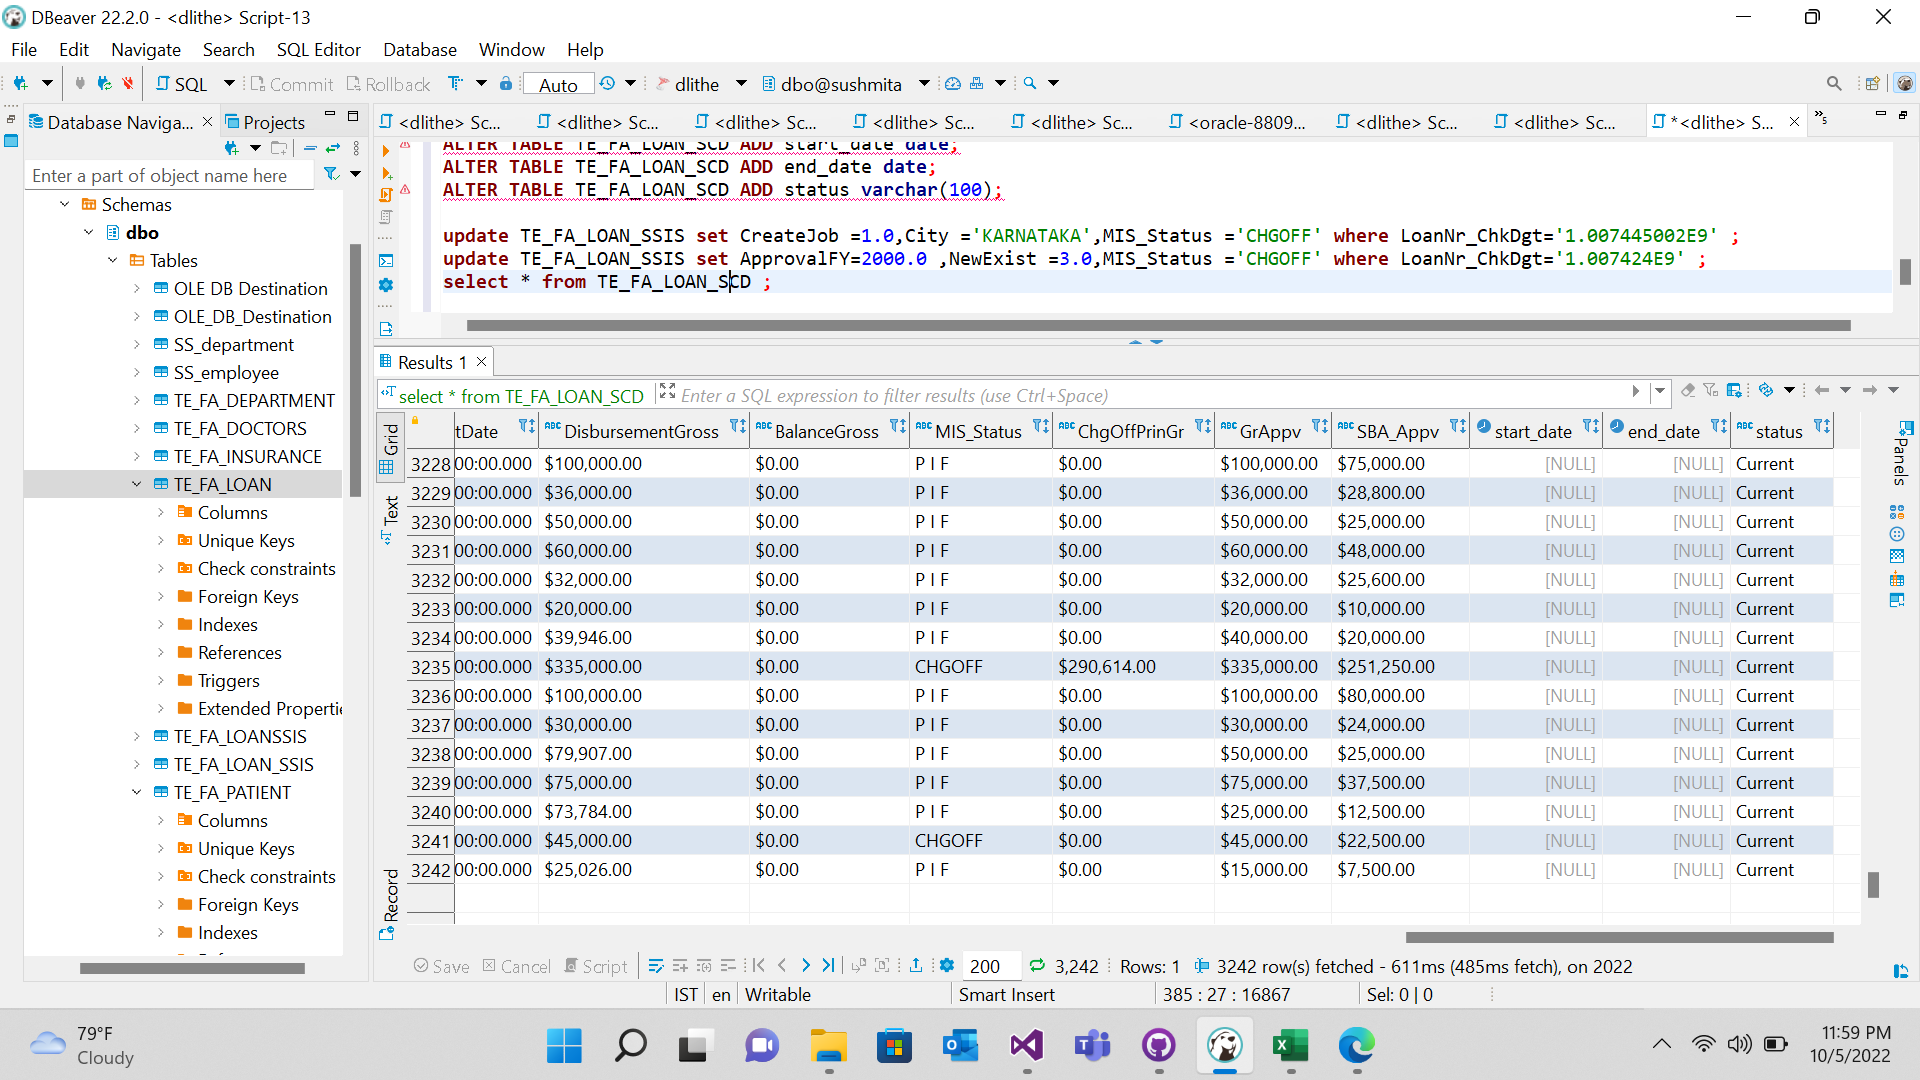 DBeaver 22.2.0 - <dlithe> Script-13
File Edit Navigate Search SQL Editor Database Window Help
SQL Commit Rollback Auto dlithe dbo@sushmita
Database Naviga... Projects
Enter a part of object name here
Schemas
dbo
Tables
OLE DB Destination
OLE_DB_Destination
SS_department
SS_employee
TE_FA_DEPARTMENT
TE_FA_DOCTORS
TE_FA_INSURANCE
TE_FA_LOAN
Columns
Unique Keys
Check constraints
Foreign Keys
Indexes
References
Triggers
Extended Properti
TE_FA_LOANSSIS
TE_FA_LOAN_SSIS
TE_FA_PATIENT
Columns
Unique Keys
Check constraints
Foreign Keys
Indexes
<dlithe> Sc... <dlithe> Sc... <dlithe> Sc... <dlithe> Sc... <dlithe> Sc... <oracle-8809... <dlithe> Sc... <dlithe> Sc... *<dlithe> S... »5
ALTER TABLE TE_FA_LOAN_SCD ADD start_date date;
ALTER TABLE TE_FA_LOAN_SCD ADD end_date date;
ALTER TABLE TE_FA_LOAN_SCD ADD status varchar(100);
update TE_FA_LOAN_SSIS set CreateJob =1.0,City ='KARNATAKA',MIS_Status ='CHGOFF' where LoanNr_ChkDgt='1.007445002E9' ;
update TE_FA_LOAN_SSIS set ApprovalFY=2000.0 ,NewExist =3.0,MIS_Status ='CHGOFF' where LoanNr_ChkDgt='1.007424E9' ;
select * from TE_FA_LOAN_SCD ;
Results 1
select * from TE_FA_LOAN_SCD Enter a SQL expression to filter results (use Ctrl+Space)
Grid
Text
Record
Panels
tDate ABC DisbursementGross ABC BalanceGross ABC MIS_Status ABC ChgOffPrinGr ABC GrAppv ABC SBA_Appv start_date end_date ABC status
3228 00:00.000 $100,000.00 $0.00 P I F $0.00 $100,000.00 $75,000.00 [NULL] [NULL] Current
3229 00:00.000 $36,000.00 $0.00 P I F $0.00 $36,000.00 $28,800.00 [NULL] [NULL] Current
3230 00:00.000 $50,000.00 $0.00 P I F $0.00 $50,000.00 $25,000.00 [NULL] [NULL] Current
3231 00:00.000 $60,000.00 $0.00 P I F $0.00 $60,000.00 $48,000.00 [NULL] [NULL] Current
3232 00:00.000 $32,000.00 $0.00 P I F $0.00 $32,000.00 $25,600.00 [NULL] [NULL] Current
3233 00:00.000 $20,000.00 $0.00 P I F $0.00 $20,000.00 $10,000.00 [NULL] [NULL] Current
3234 00:00.000 $39,946.00 $0.00 P I F $0.00 $40,000.00 $20,000.00 [NULL] [NULL] Current
3235 00:00.000 $335,000.00 $0.00 CHGOFF $290,614.00 $335,000.00 $251,250.00 [NULL] [NULL] Current
3236 00:00.000 $100,000.00 $0.00 P I F $0.00 $100,000.00 $80,000.00 [NULL] [NULL] Current
3237 00:00.000 $30,000.00 $0.00 P I F $0.00 $30,000.00 $24,000.00 [NULL] [NULL] Current
3238 00:00.000 $79,907.00 $0.00 P I F $0.00 $50,000.00 $25,000.00 [NULL] [NULL] Current
3239 00:00.000 $75,000.00 $0.00 P I F $0.00 $75,000.00 $37,500.00 [NULL] [NULL] Current
3240 00:00.000 $73,784.00 $0.00 P I F $0.00 $25,000.00 $12,500.00 [NULL] [NULL] Current
3241 00:00.000 $45,000.00 $0.00 CHGOFF $0.00 $45,000.00 $22,500.00 [NULL] [NULL] Current
3242 00:00.000 $25,026.00 $0.00 P I F $0.00 $15,000.00 $7,500.00 [NULL] [NULL] Current
Save Cancel Script 200 3,242 Rows: 1 3242 row(s) fetched - 611ms (485ms fetch), on 2022
IST en Writable Smart Insert 385 : 27 : 16867 Sel: 0 | 0
79°F
Cloudy
11:59 PM
10/5/2022